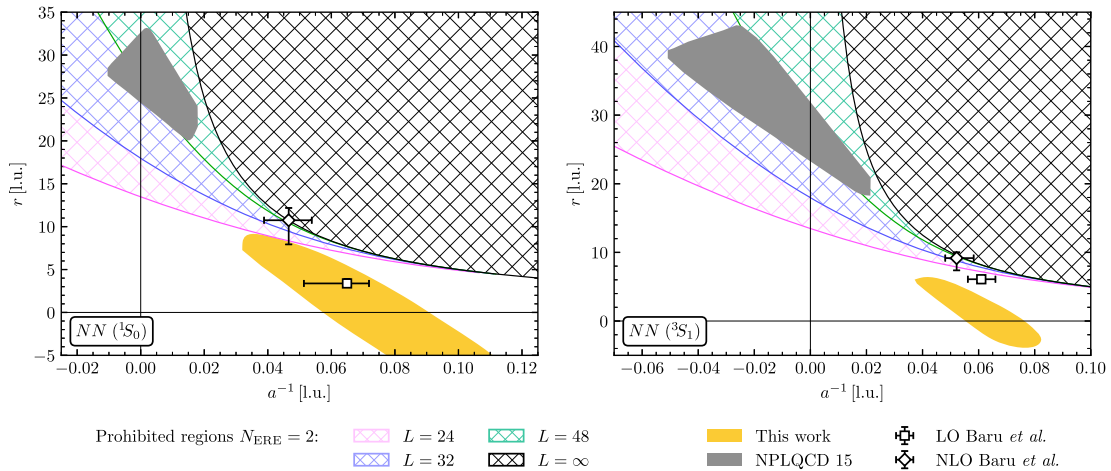 35
30
25
20
15
10
5
0
−5
r [l.u.]
−0.02 0.00 0.02 0.04 0.06 0.08 0.10 0.12
a⁻¹ [l.u.]
NN (¹S₀)
40
30
20
10
0
r [l.u.]
−0.06 −0.04 −0.02 0.00 0.02 0.04 0.06 0.08 0.10
a⁻¹ [l.u.]
NN (³S₁)
Prohibited regions N_ERE = 2:
L = 24
L = 32
L = 48
L = ∞
This work
NPLQCD 15
LO Baru et al.
NLO Baru et al.